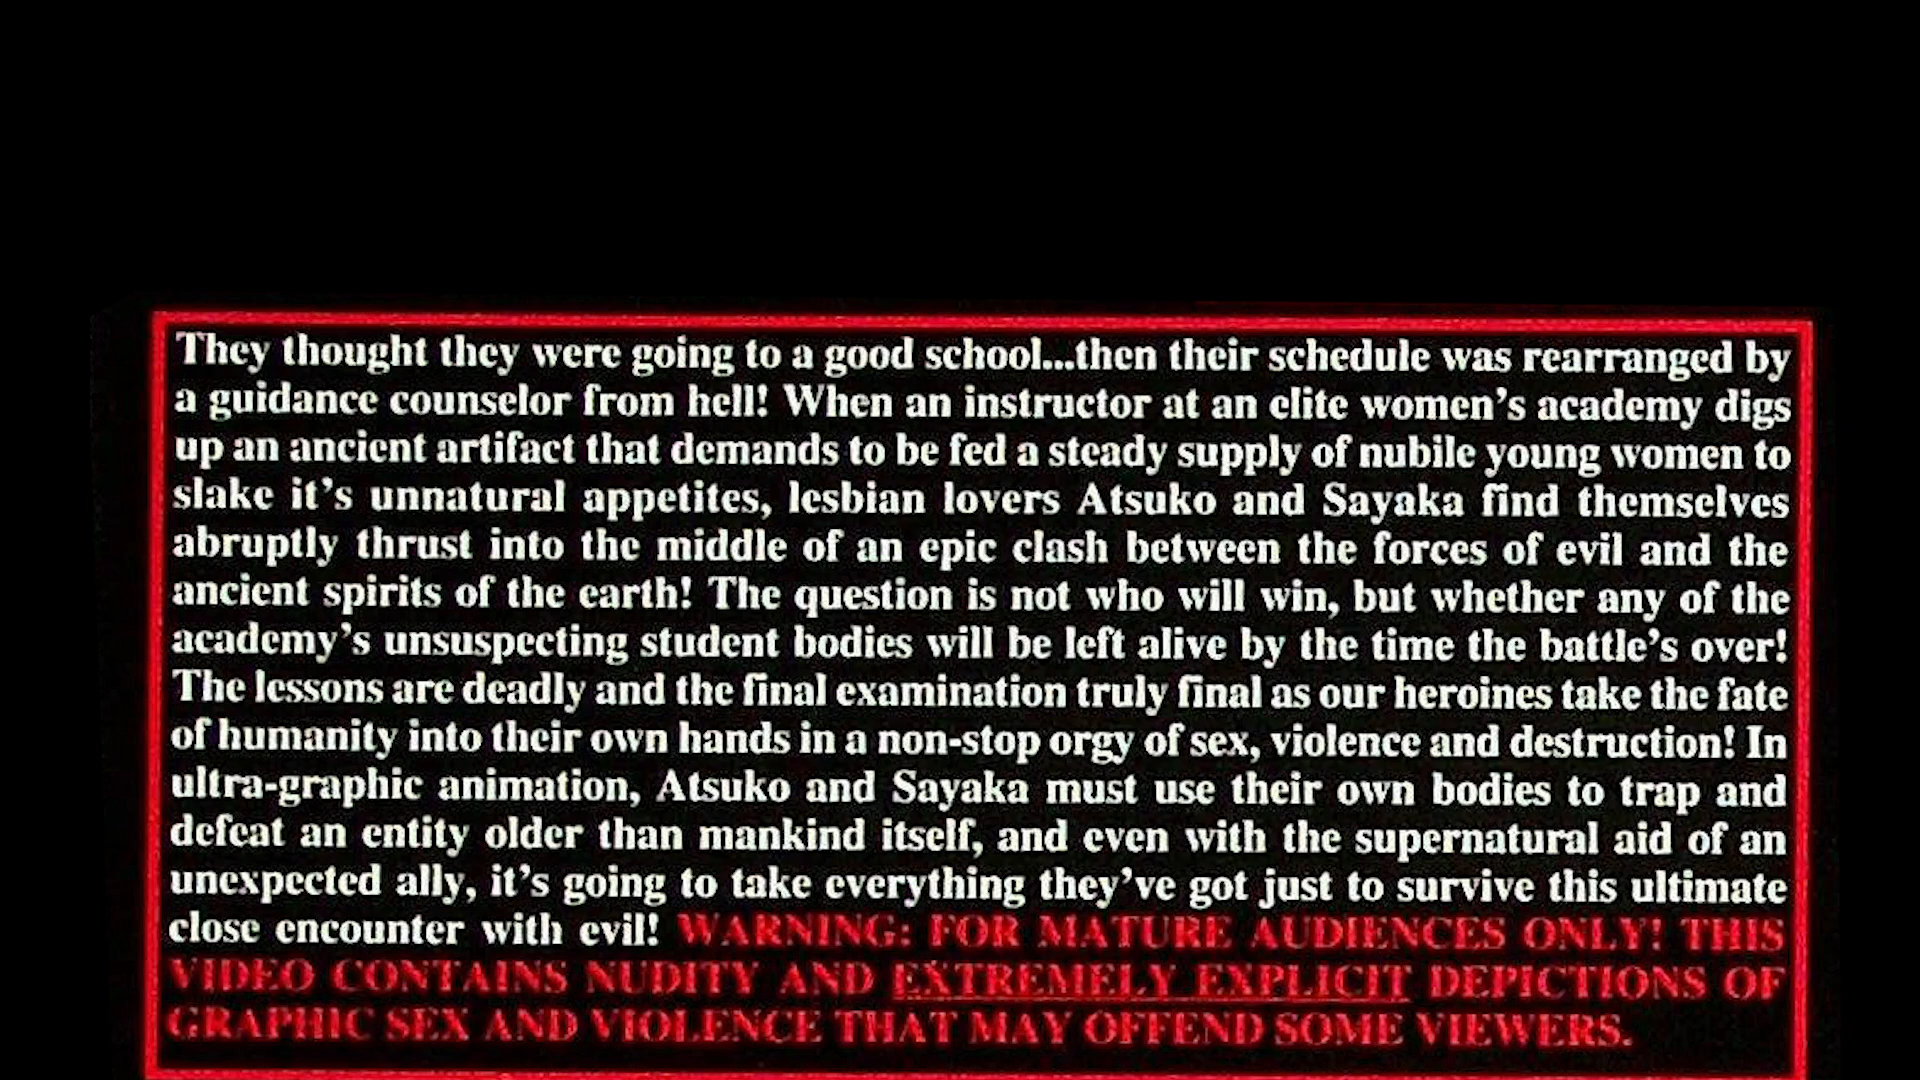 They thought they were going to a good school...then their schedule was rearranged by
a guidance counselor from hell! When an instructor at an elite women's academy digs
up an ancient artifact that demands to be fed a steady supply of nubile young women to
slake it's unnatural appetites, lesbian lovers Atsuko and Sayaka find themselves
abruptly thrust into the middle of an epic clash between the forces of evil and the
ancient spirits of the earth! The question is not who will win, but whether any of the
academy's unsuspecting student bodies will be left alive by the time the battle's over!
The lessons are deadly and the final examination truly final as our heroines take the fate
of humanity into their own hands in a non-stop orgy of sex, violence and destruction! In
ultra-graphic animation, Atsuko and Sayaka must use their own bodies to trap and
defeat an entity older than mankind itself, and even with the supernatural aid of an
unexpected ally, it's going to take everything they've got just to survive this ultimate
close encounter with evil! WARNING: FOR MATURE AUDIENCES ONLY! THIS
VIDEO CONTAINS NUDITY AND EXTREMELY EXPLICIT DEPICTIONS OF
GRAPHIC SEX AND VIOLENCE THAT MAY OFFEND SOME VIEWERS.